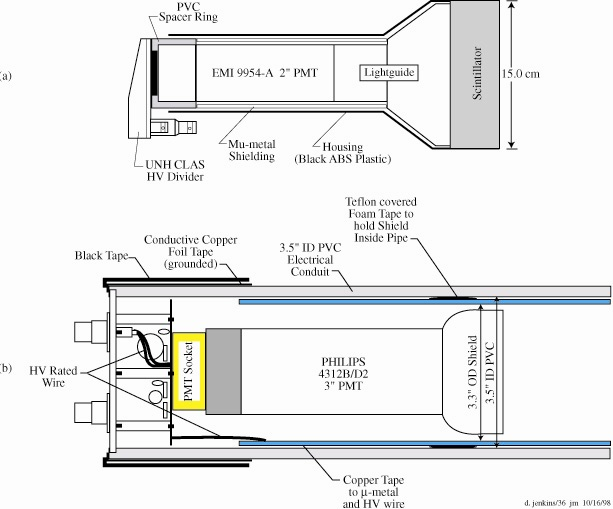 PVC
Spacer Ring
(a)
EMI 9954-A 2" PMT
Lightguide
Scintillator
15.0 cm
Mu-metal
Shielding
Housing
(Black ABS Plastic)
UNH CLAS
HV Divider
Teflon covered
Foam Tape to
hold Shield
Inside Pipe
Conductive Copper
Foil Tape
(grounded)
3.5" ID PVC
Electrical
Conduit
Black Tape
(b)
HV Rated
Wire
PMT Socket
PHILIPS
4312B/D2
3" PMT
3.3" OD Shield
3.5" ID PVC
Copper Tape
to μ-metal
and HV wire
d. jenkins/36 jm 10/16/98